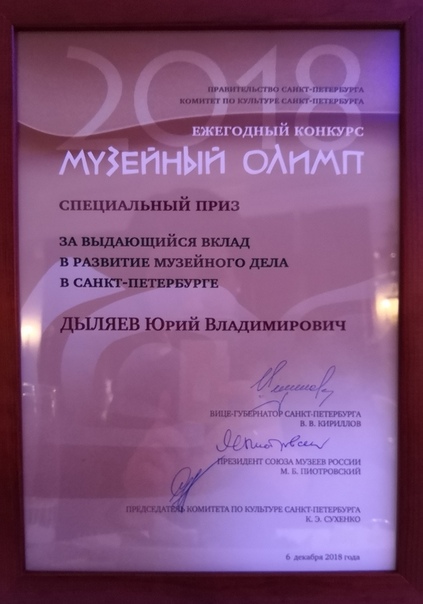 2018
ПРАВИТЕЛЬСТВО САНКТ-ПЕТЕРБУРГА
КОМИТЕТ ПО КУЛЬТУРЕ САНКТ-ПЕТЕРБУРГА
ЕЖЕГОДНЫЙ КОНКУРС
МУЗЕЙНЫЙ ОЛИМП
СПЕЦИАЛЬНЫЙ ПРИЗ
ЗА ВЫДАЮЩИЙСЯ ВКЛАД
В РАЗВИТИЕ МУЗЕЙНОГО ДЕЛА
В САНКТ-ПЕТЕРБУРГЕ
ДЫЛЯЕВ Юрий Владимирович
ВИЦЕ-ГУБЕРНАТОР САНКТ-ПЕТЕРБУРГА
В. В. КИРИЛЛОВ
ПРЕЗИДЕНТ СОЮЗА МУЗЕЕВ РОССИИ
М. Б. ПИОТРОВСКИЙ
ПРЕДСЕДАТЕЛЬ КОМИТЕТА ПО КУЛЬТУРЕ САНКТ-ПЕТЕРБУРГА
К. Э. СУХЕНКО
6 декабря 2018 года